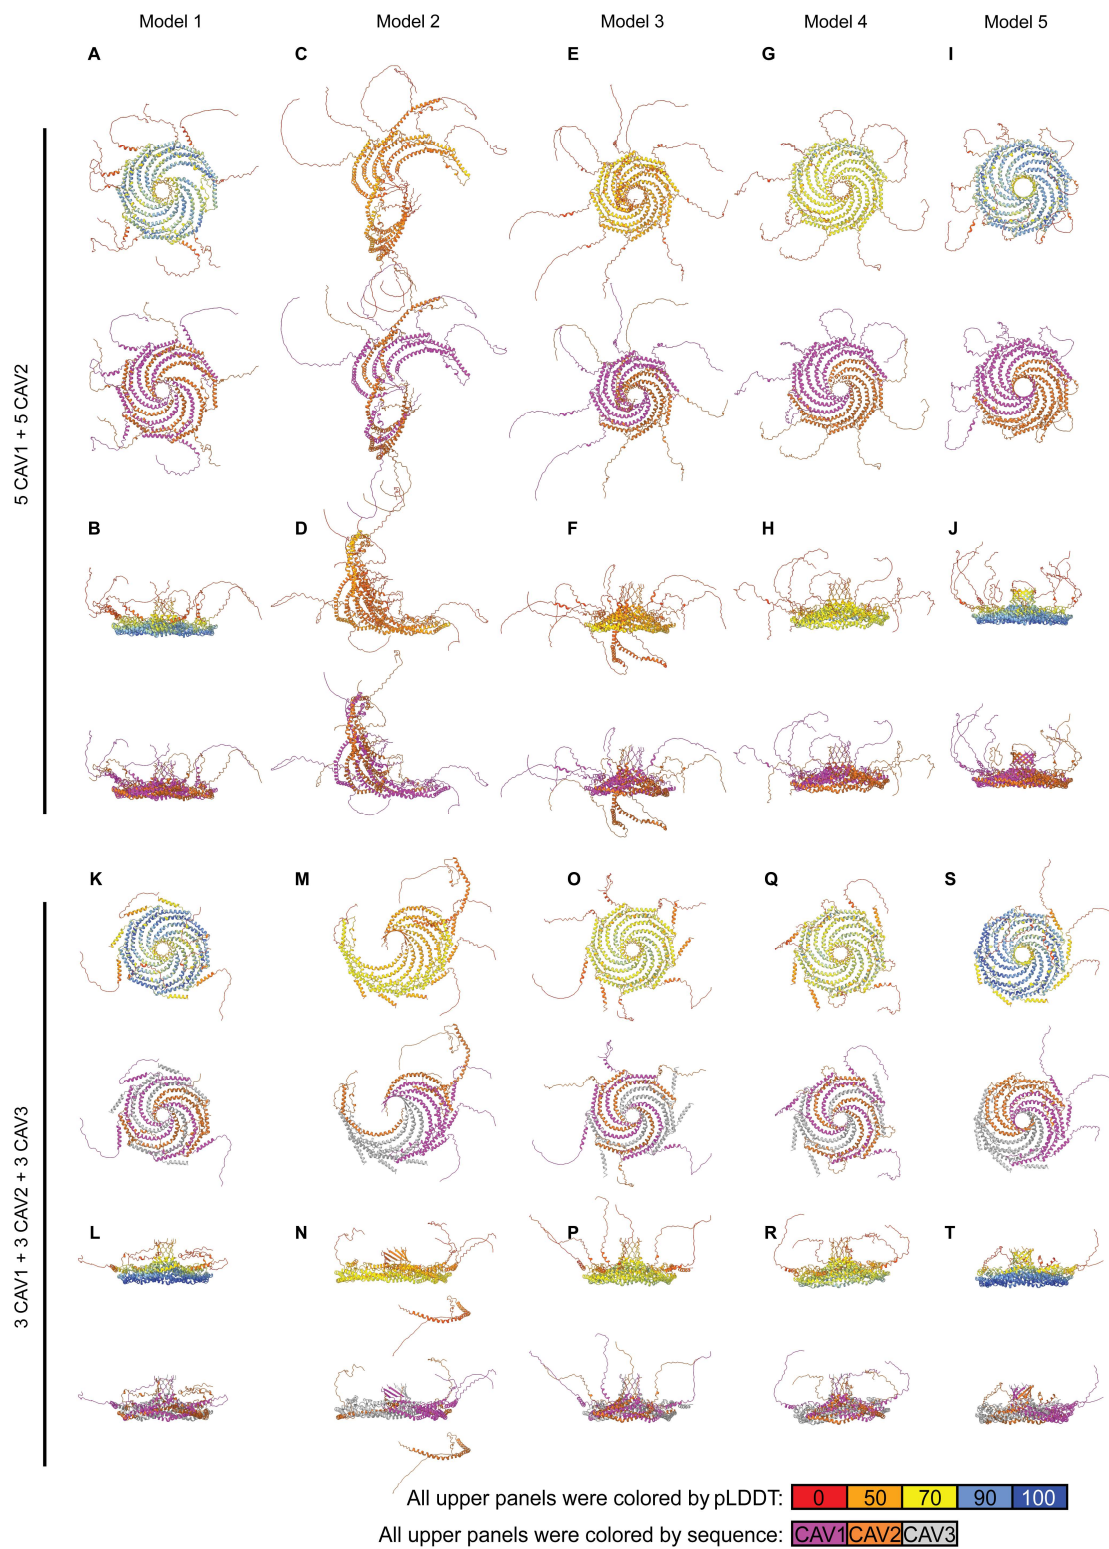 Model 1 Model 2 Model 3 Model 4 Model 5
A C E G I
5 CAV1 + 5 CAV2
B D F H J
K M O Q S
3 CAV1 + 3 CAV2 + 3 CAV3
L N P R T
All upper panels were colored by pLDDT: 0 50 70 90 100
All upper panels were colored by sequence: CAV1 CAV2 CAV3